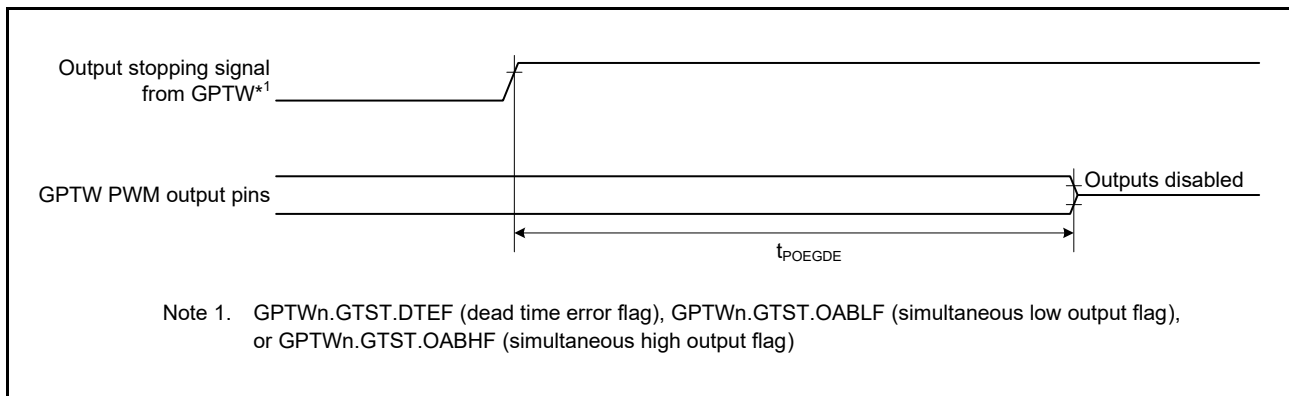 Output stopping signal
from GPTW*1
GPTW PWM output pins
Outputs disabled
tPOEGDE
Note 1. GPTWn.GTST.DTEF (dead time error flag), GPTWn.GTST.OABLF (simultaneous low output flag),
or GPTWn.GTST.OABHF (simultaneous high output flag)